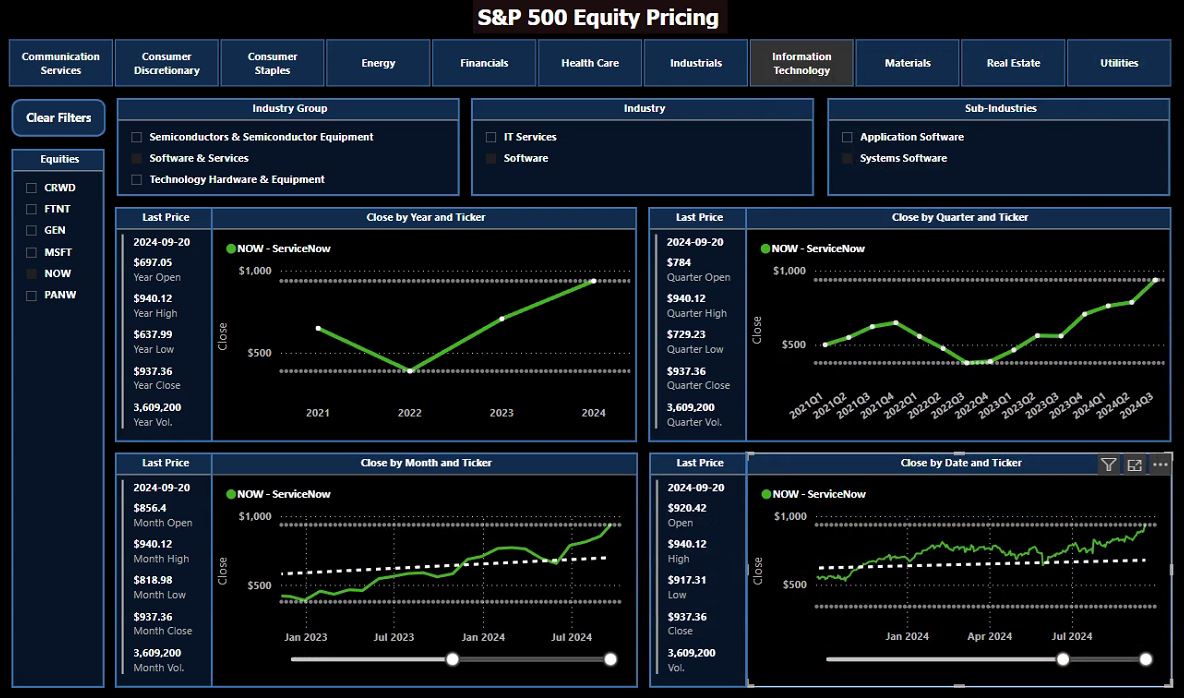 S&P 500 Equity Pricing
Communication
Services
Consumer
Discretionary
Consumer
Staples
Energy
Financials
Health Care
Industrials
Information
Technology
Materials
Real Estate
Utilities
Clear Filters
Industry Group
Semiconductors & Semiconductor Equipment
Software & Services
Technology Hardware & Equipment
Industry
IT Services
Software
Sub-Industries
Application Software
Systems Software
Equities
CRWD
FTNT
GEN
MSFT
NOW
PANW
Last Price
2024-09-20
$697.05
Year Open
$940.12
Year High
$637.99
Year Low
$937.36
Year Close
3,609,200
Year Vol.
Close by Year and Ticker
NOW - ServiceNow
$1,000
$500
Close
2021
2022
2023
2024
Last Price
2024-09-20
$784
Quarter Open
$940.12
Quarter High
$729.23
Quarter Low
$937.36
Quarter Close
3,609,200
Quarter Vol.
Close by Quarter and Ticker
NOW - ServiceNow
$1,000
$500
Close
2021Q1
2021Q2
2021Q3
2021Q4
2022Q1
2022Q2
2022Q3
2022Q4
2023Q1
2023Q2
2023Q3
2023Q4
2024Q1
2024Q2
2024Q3
Last Price
2024-09-20
$856.4
Month Open
$940.12
Month High
$818.98
Month Low
$937.36
Month Close
3,609,200
Month Vol.
Close by Month and Ticker
NOW - ServiceNow
$1,000
$500
Close
Jan 2023
Jul 2023
Jan 2024
Jul 2024
Last Price
2024-09-20
$920.42
Open
$940.12
High
$917.31
Low
$937.36
Close
3,609,200
Vol.
Close by Date and Ticker
NOW - ServiceNow
$1,000
$500
Close
Jan 2024
Apr 2024
Jul 2024